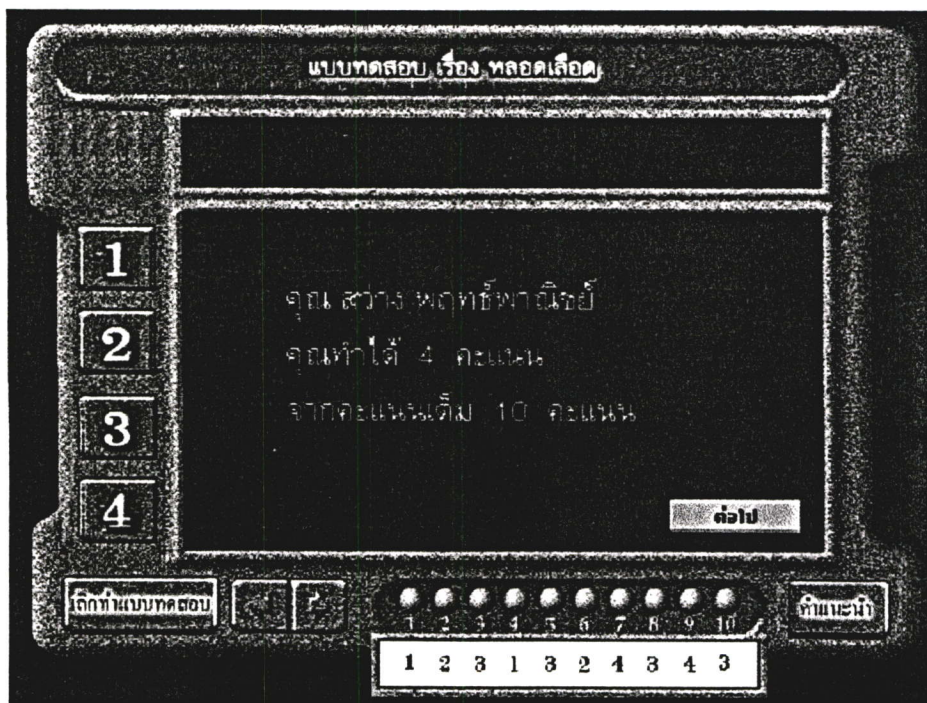 แบบทดสอบ เรื่อง หลอดเลือด
1
2
3
4
คุณ สว่าง พฤทธิ์พาณิชย์
คุณทำได้ 4 คะแนน
จากคะแนนเต็ม 10 คะแนน
ต่อไป
เลิกทำแบบทดสอบ
คำแนะนำ
1 2 3 4 5 6 7 8 9 10
1 2 3 1 3 2 4 3 4 3